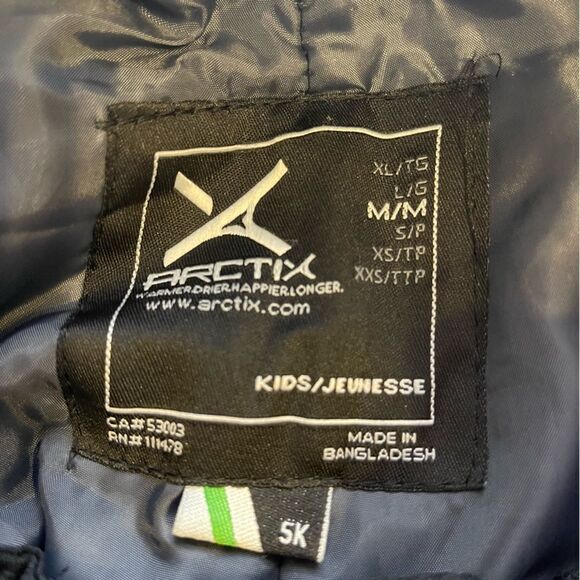 ARCTIX
WARMER.DRIER.HAPPIER.LONGER.
www.arctix.com
XL/TG
L/G
M/M
S/P
XS/TP
XXS/TTP
KIDS/JEUNESSE
CA# 53003
RN# 111478
MADE IN
BANGLADESH
5K